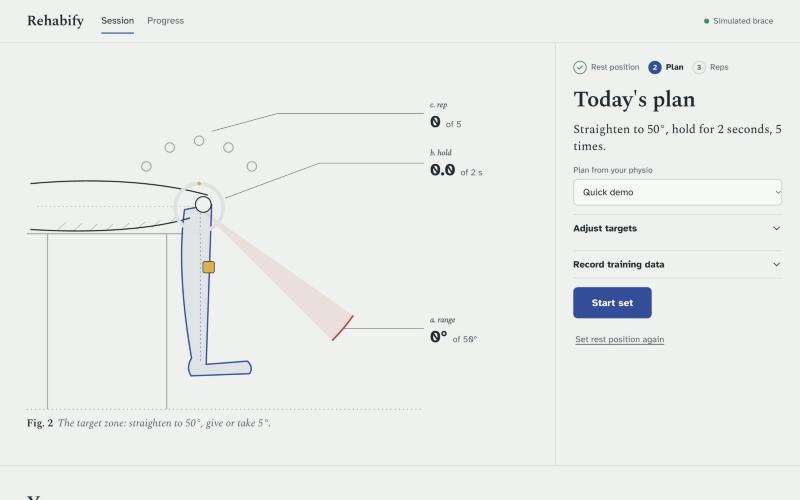 Rehabify
Session
Progress
Simulated brace
c. rep
0 of 5
b. hold
0.0 of 2 s
a. range
0° of 50°
Fig. 2 The target zone: straighten to 50°, give or take 5°.
Rest position
2 Plan
3 Reps
Today's plan
Straighten to 50°, hold for 2 seconds, 5
times.
Plan from your physio
Quick demo
Adjust targets
Record training data
Start set
Set rest position again